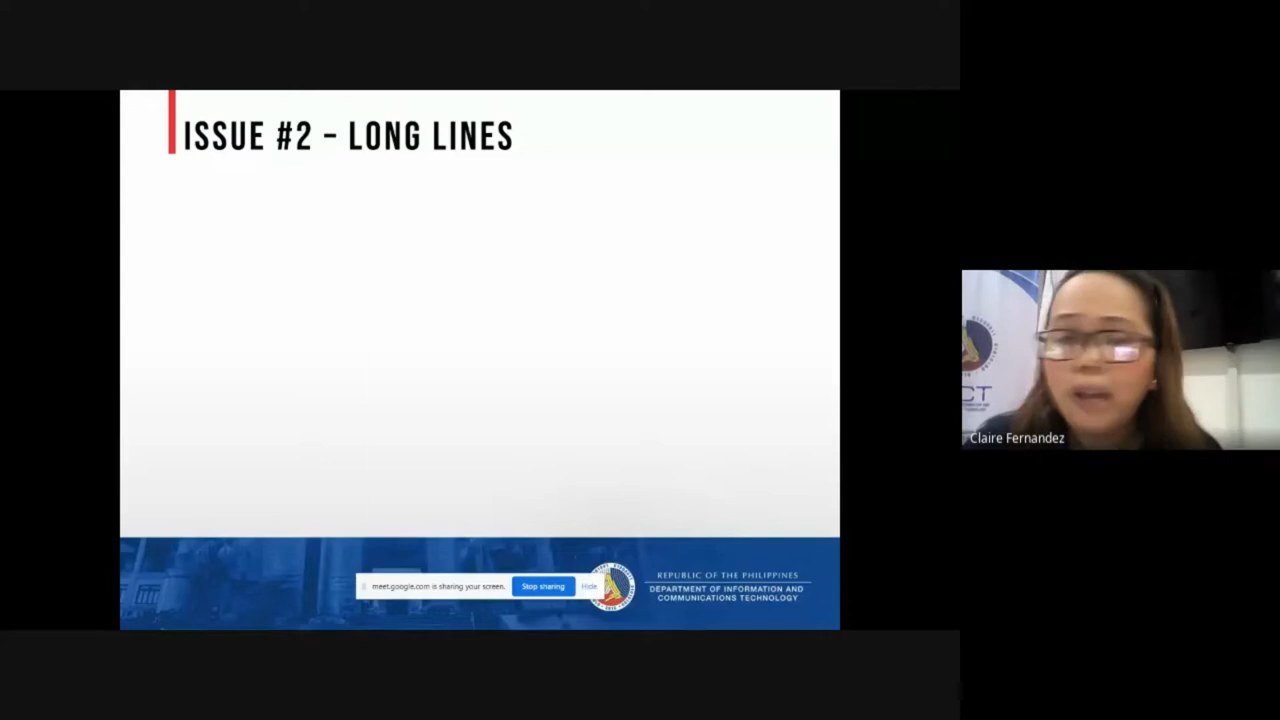 ISSUE #2 – LONG LINES
meet.google.com is sharing your screen.
Stop sharing
Hide
REPUBLIC OF THE PHILIPPINES
DEPARTMENT OF INFORMATION AND
COMMUNICATIONS TECHNOLOGY
CT
Claire Fernandez